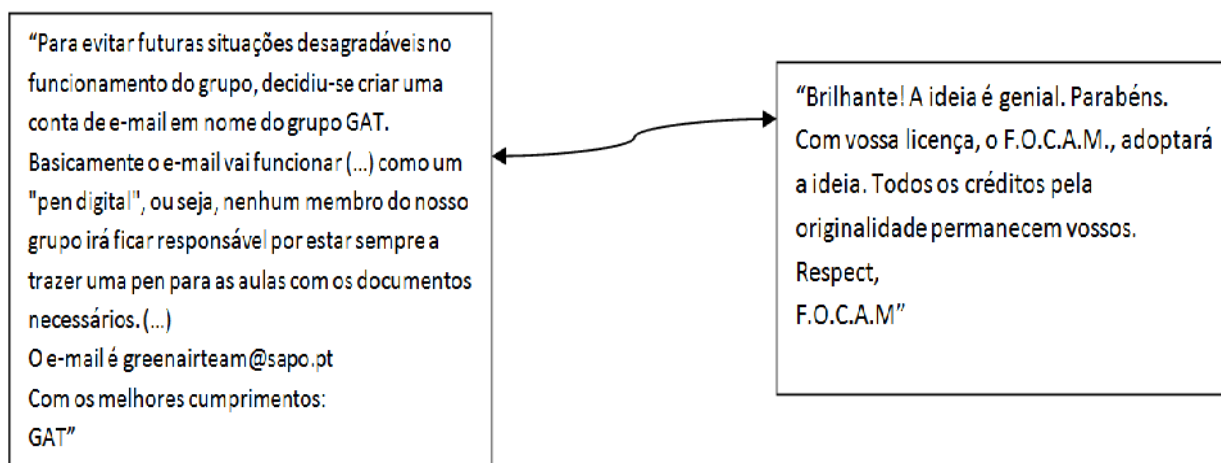 “Para evitar futuras situações desagradáveis no
funcionamento do grupo, decidiu-se criar uma
conta de e-mail em nome do grupo GAT.
Basicamente o e-mail vai funcionar (...) como um
"pen digital", ou seja, nenhum membro do nosso
grupo irá ficar responsável por estar sempre a
trazer uma pen para as aulas com os documentos
necessários. (...)
O e-mail é greenairteam@sapo.pt
Com os melhores cumprimentos:
GAT”
“Brilhante! A ideia é genial. Parabéns.
Com vossa licença, o F.O.C.A.M., adoptará
a ideia. Todos os créditos pela
originalidade permanecem vossos.
Respect,
F.O.C.A.M”